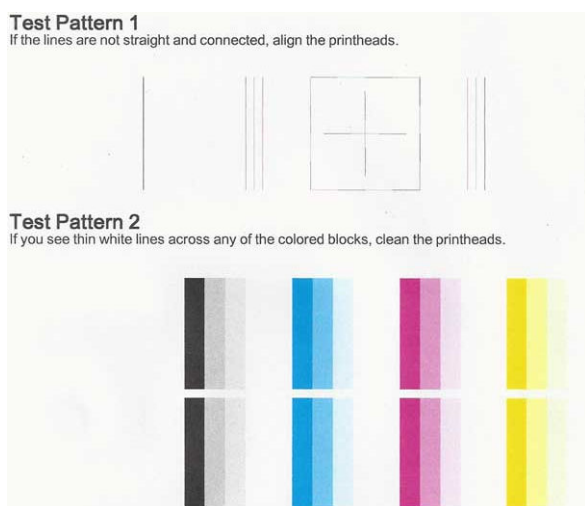 Test Pattern 1
If the lines are not straight and connected, align the printheads.
Test Pattern 2
If you see thin white lines across any of the colored blocks, clean the printheads.